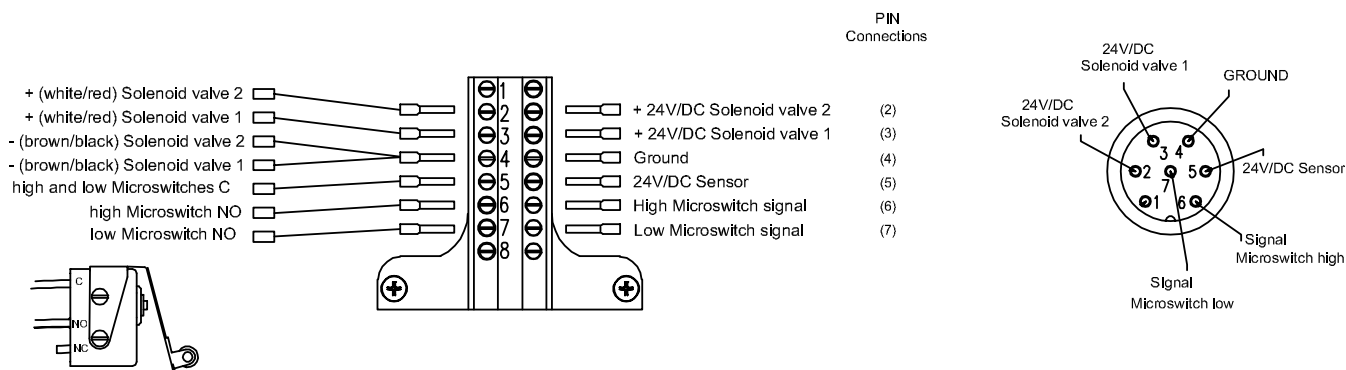 PIN
Connections
+ (white/red) Solenoid valve 2
+ (white/red) Solenoid valve 1
- (brown/black) Solenoid valve 2
- (brown/black) Solenoid valve 1
high and low Microswitches C
high Microswitch NO
low Microswitch NO
1
2
3
4
5
6
7
8
+ 24V/DC Solenoid valve 2 (2)
+ 24V/DC Solenoid valve 1 (3)
Ground (4)
24V/DC Sensor (5)
High Microswitch signal (6)
Low Microswitch signal (7)
C
NO
NC
24V/DC
Solenoid valve 1
GROUND
24V/DC
Solenoid valve 2
3 4
2 5
7
1 6
24V/DC Sensor
Signal
Microswitch high
Signal
Microswitch low